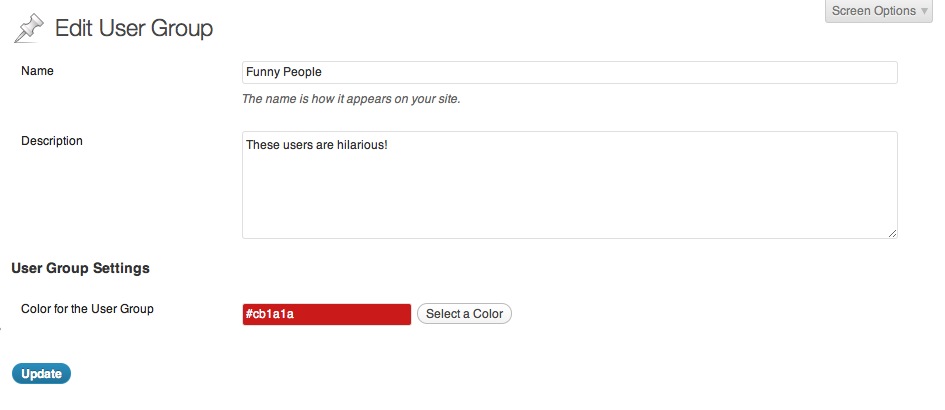 Screen Options ▾
Edit User Group
Name
Funny People
The name is how it appears on your site.
Description
These users are hilarious!
User Group Settings
Color for the User Group
#cb1a1a
Select a Color
Update